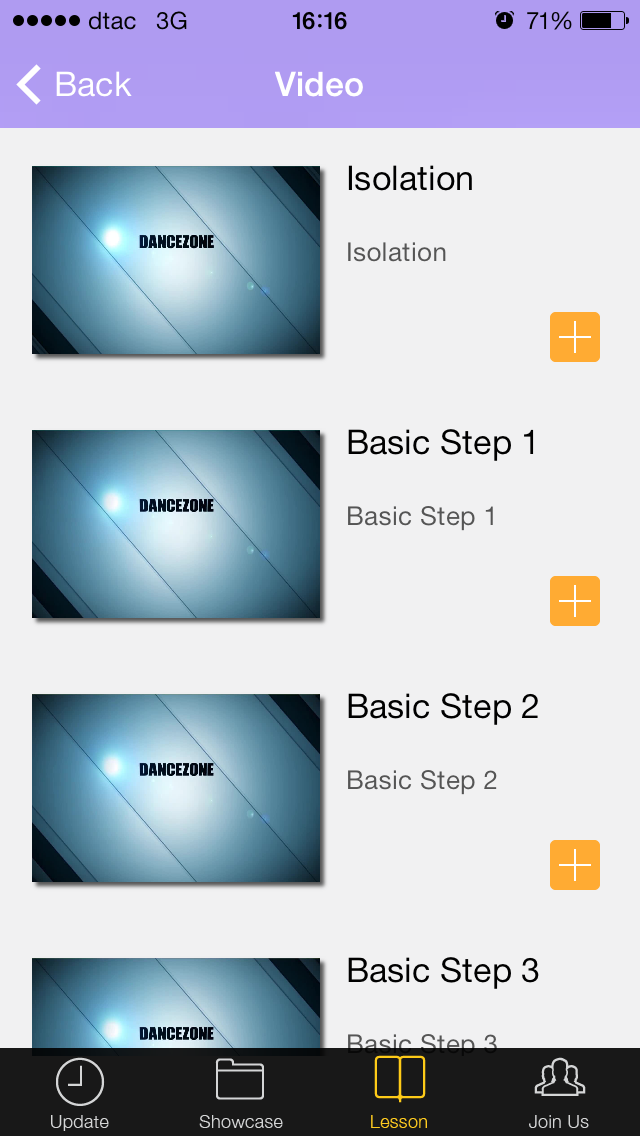 dtac 3G 16:16 71%
Back Video
Isolation
DANCEZONE
Isolation
Basic Step 1
DANCEZONE
Basic Step 1
Basic Step 2
DANCEZONE
Basic Step 2
Basic Step 3
DANCEZONE
Basic Step 3
Update Showcase Lesson Join Us